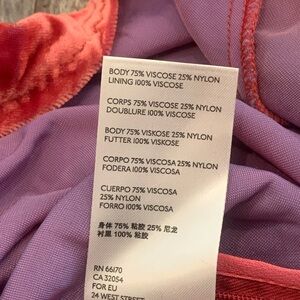 BODY 75% VISCOSE 25% NYLON
LINING 100% VISCOSE
CORPS 75% VISCOSE 25% NYLON
DOUBLURE 100% VISCOSE
BODY 75% VISKOSE 25% NYLON
FUTTER 100% VISKOSE
CORPO 75% VISCOSA 25% NYLON
FODERA 100% VISCOSA
CUERPO 75% VISCOSA
25% NYLON
FORRO 100% VISCOSA
身体 75% 粘胶 25% 尼龙
衬里 100% 粘胶
RN 66170
CA 32054
FOR EU
24 WEST STREET